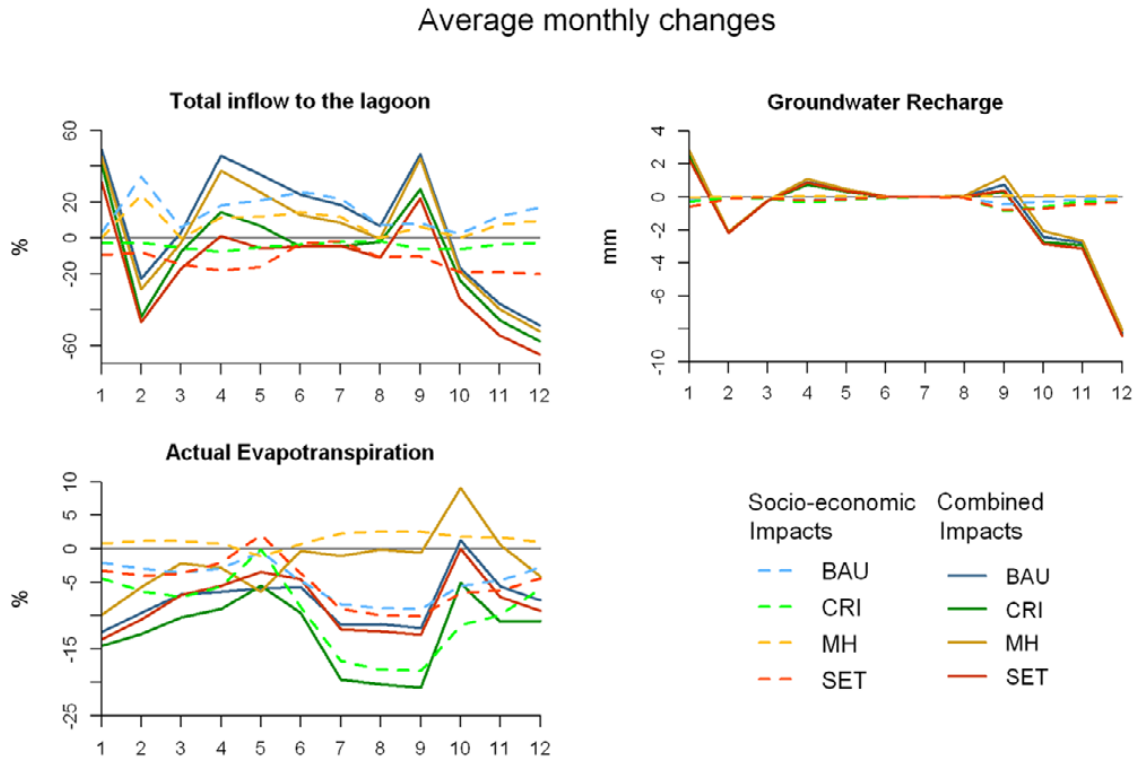 Average monthly changes
Total inflow to the lagoon
60
20
0
-20
-60
%
1 2 3 4 5 6 7 8 9 10 11 12
Groundwater Recharge
4
2
0
-2
-4
-6
-10
mm
1 2 3 4 5 6 7 8 9 10 11 12
Actual Evapotranspiration
10
5
0
-5
-15
-25
%
1 2 3 4 5 6 7 8 9 10 11 12
Socio-economic Combined
Impacts Impacts
BAU BAU
CRI CRI
MH MH
SET SET